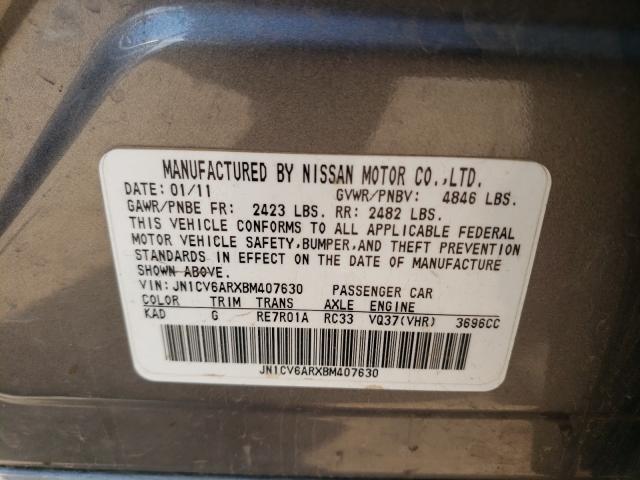 MANUFACTURED BY NISSAN MOTOR CO.,LTD.
DATE: 01/11 GVWR/PNBV: 4846 LBS.
GAWR/PNBE FR: 2423 LBS. RR: 2482 LBS.
THIS VEHICLE CONFORMS TO ALL APPLICABLE FEDERAL
MOTOR VEHICLE SAFETY,BUMPER,AND THEFT PREVENTION
STANDARDS IN EFFECT ON THE DATE OF MANUFACTURE
SHOWN ABOVE.
VIN: JN1CV6ARXBM407630 PASSENGER CAR
COLOR TRIM TRANS AXLE ENGINE
KAD G RE7R01A RC33 VQ37(VHR) 3696CC
JN1CV6ARXBM407630